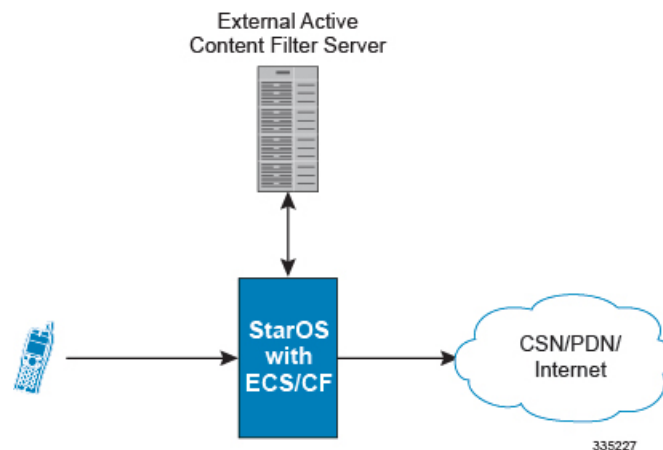 External Active
Content Filter Server
StarOS
with
ECS/CF
CSN/PDN/
Internet
335227